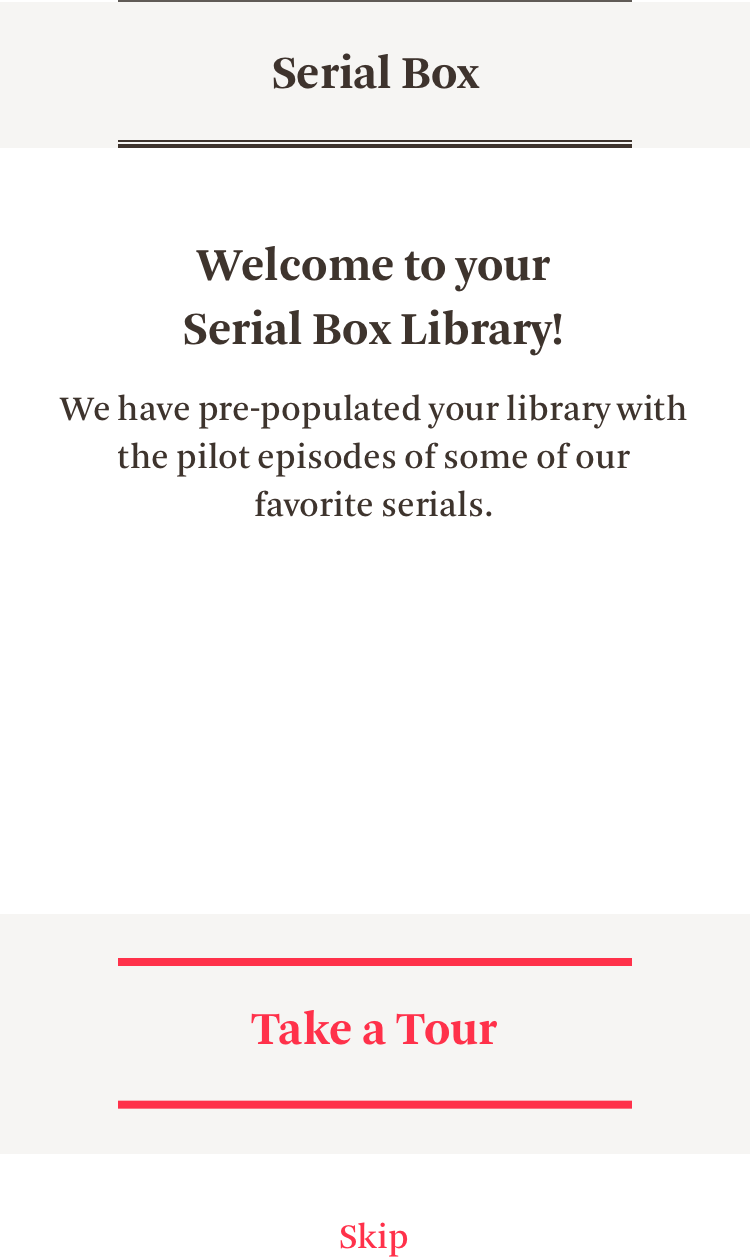 Serial Box
Welcome to your
Serial Box Library!
We have pre-populated your library with
the pilot episodes of some of our
favorite serials.
Take a Tour
Skip